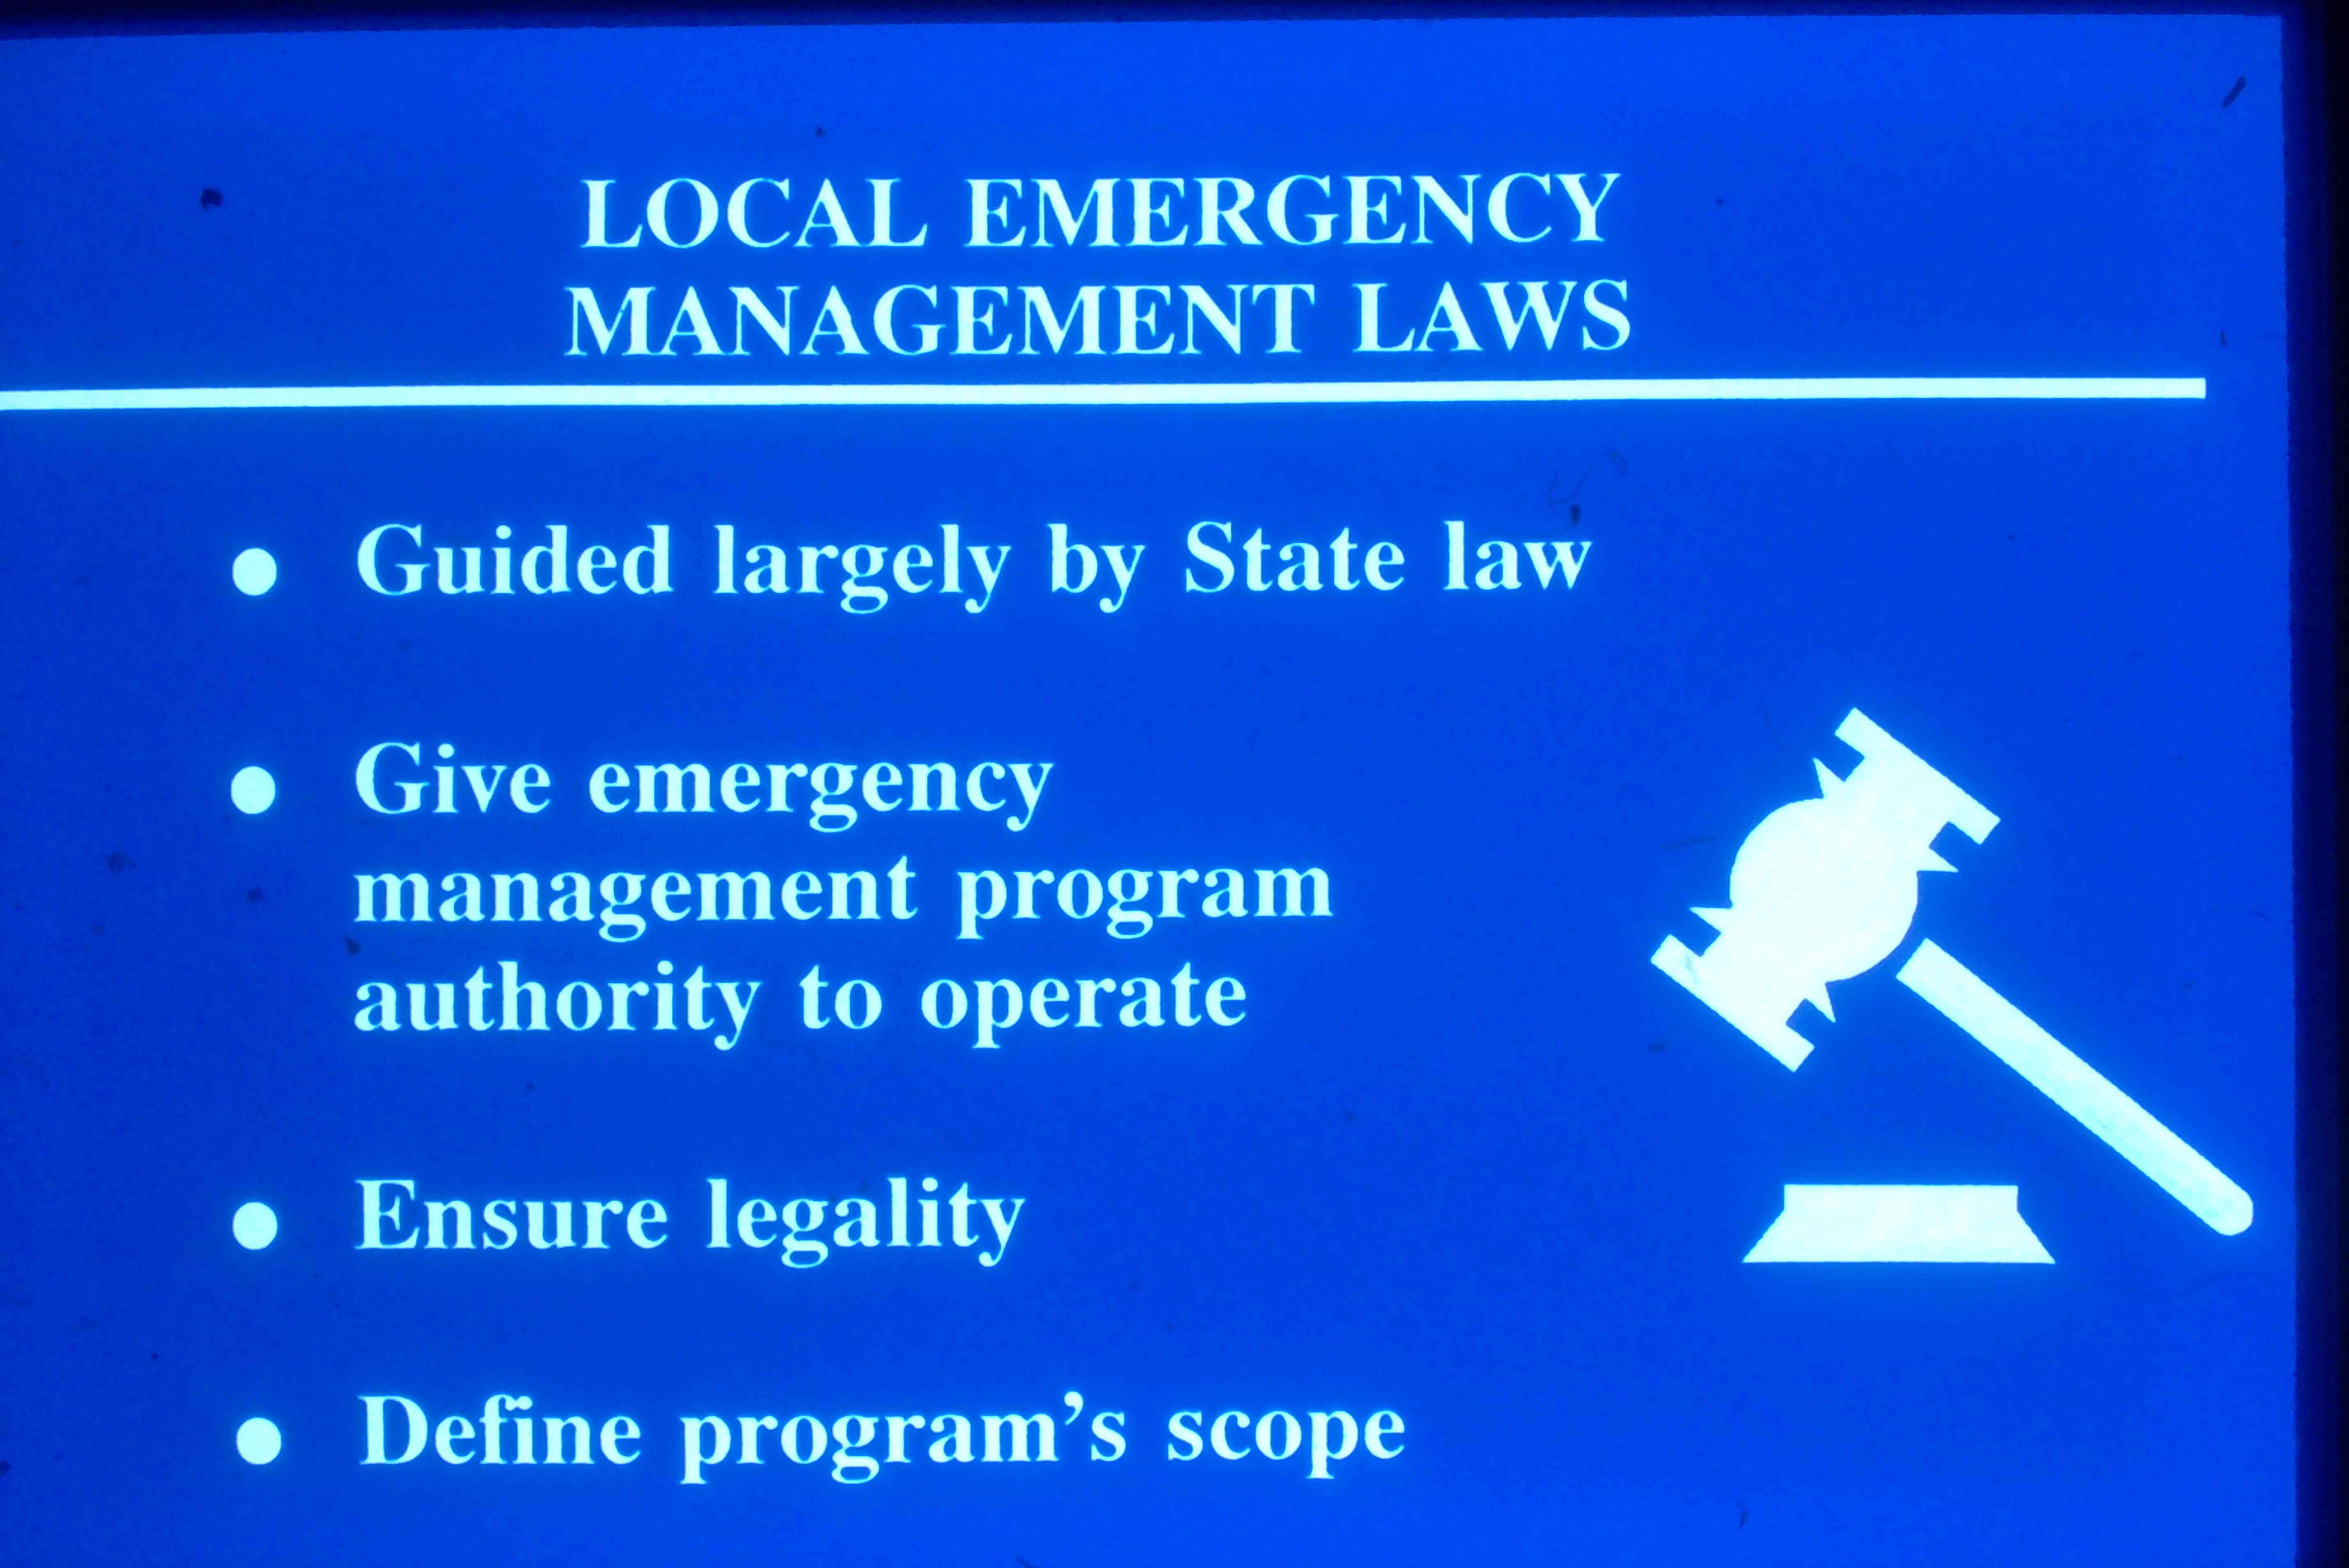 LOCAL EMERGENCY
MANAGEMENT LAWS
● Guided largely by State law
● Give emergency
management program
authority to operate
● Ensure legality
● Define program’s scope